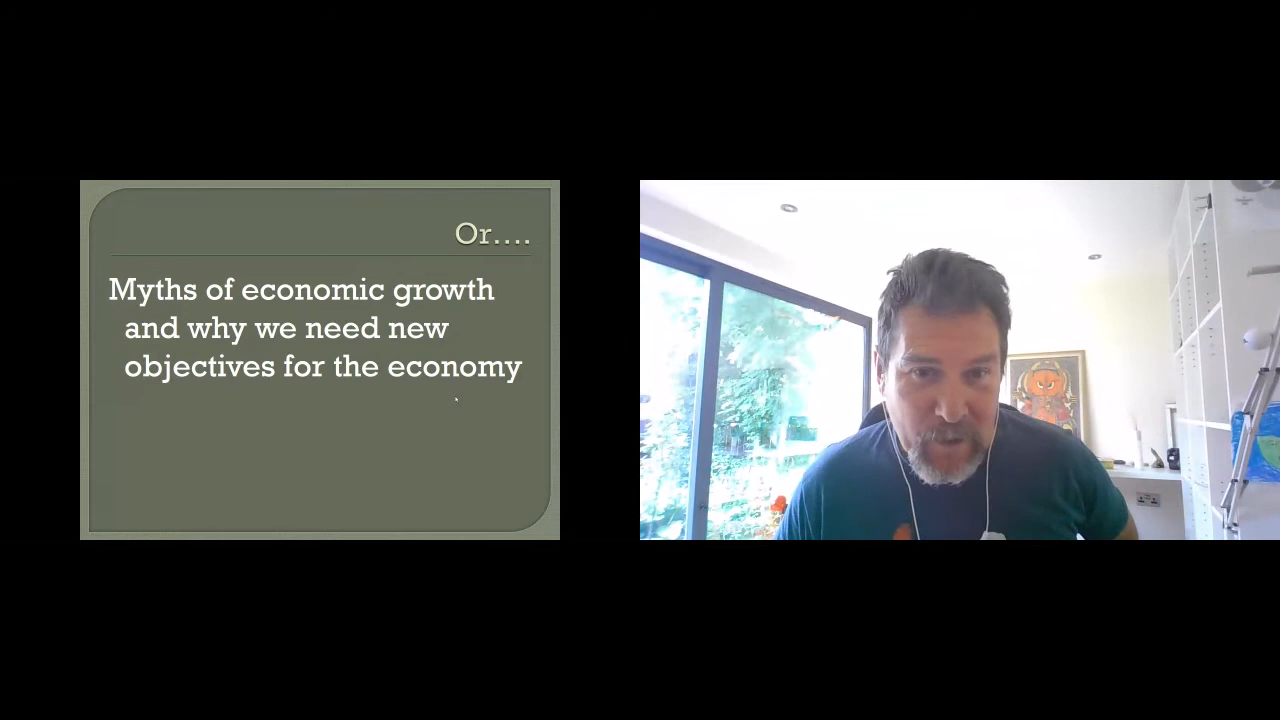 Or....
Myths of economic growth
and why we need new
objectives for the economy